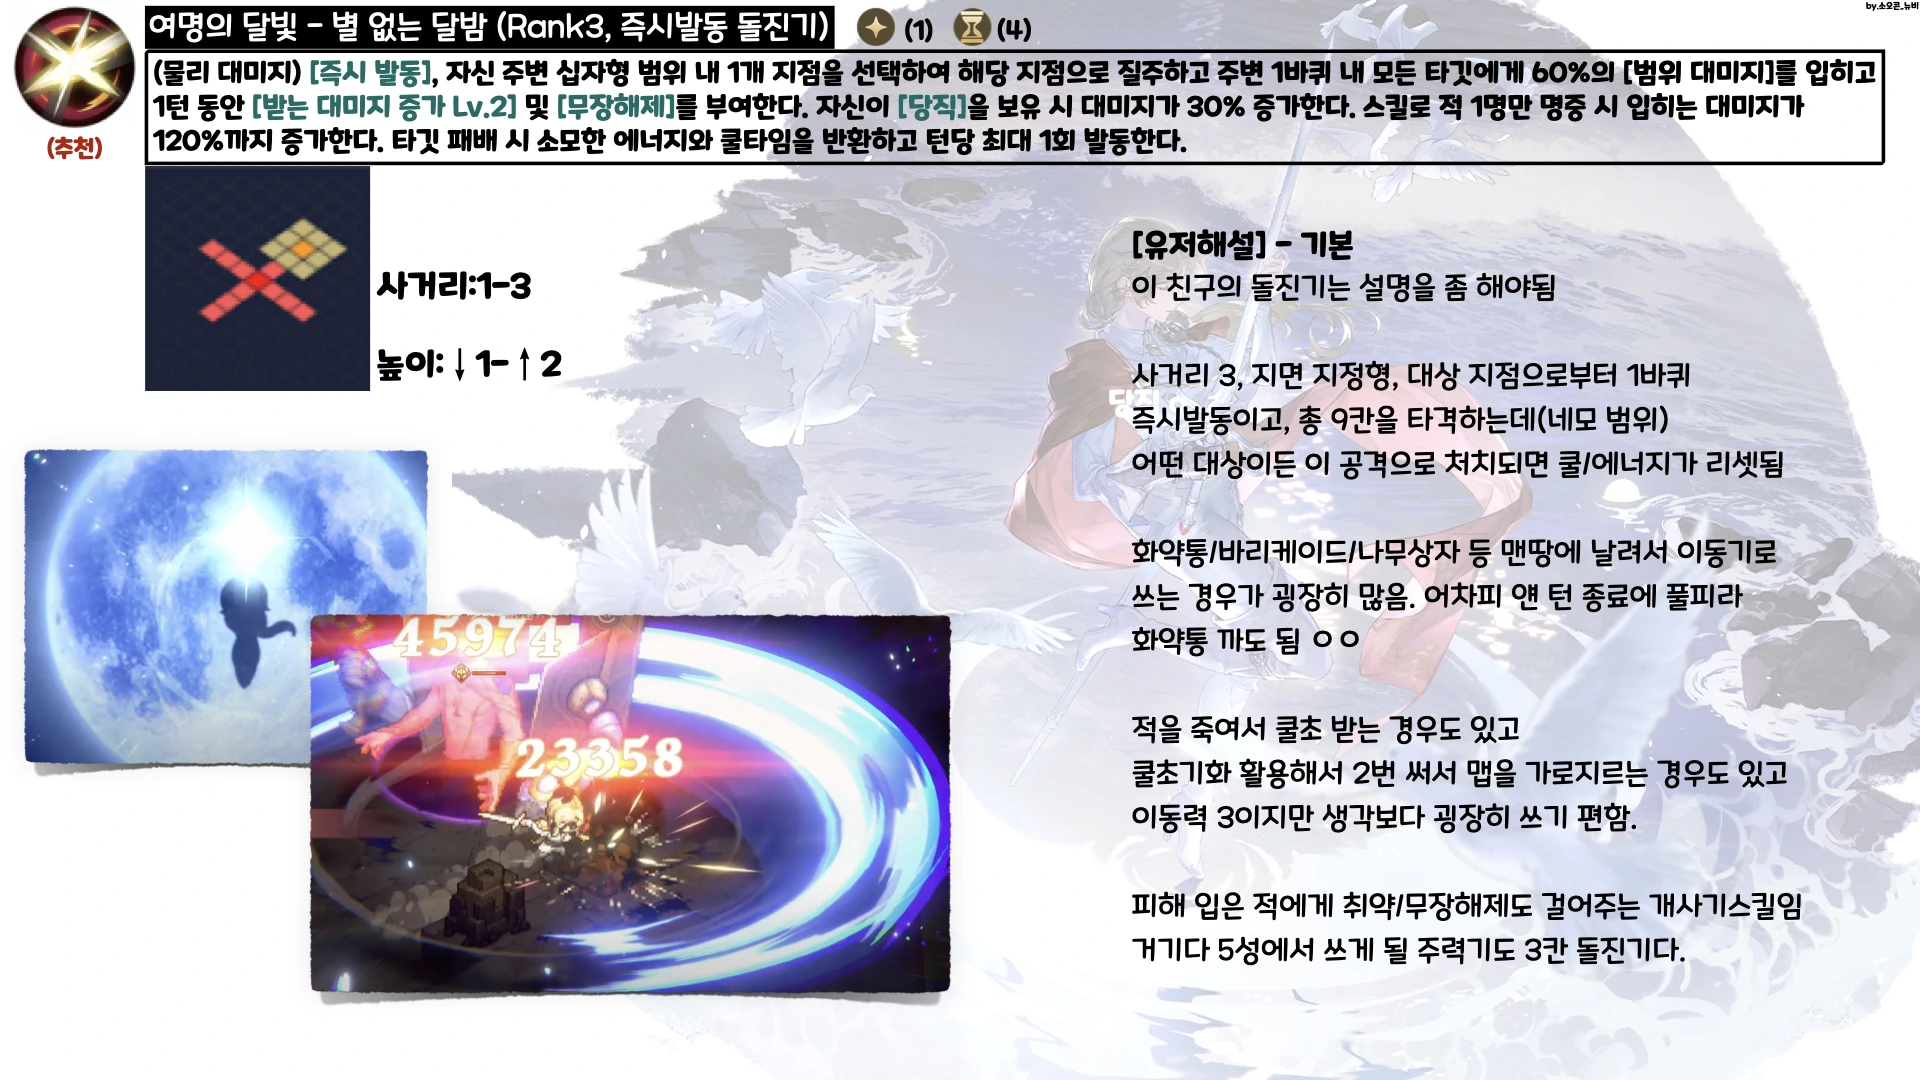 by.소오콘_뉴비
여명의 달빛 - 별 없는 달밤 (Rank3, 즉시발동 돌진기) (1) (4)
(추천)
(물리 대미지) [즉시 발동], 자신 주변 십자형 범위 내 1개 지점을 선택하여 해당 지점으로 질주하고 주변 1바퀴 내 모든 타깃에게 60%의 [범위 대미지]를 입히고
1턴 동안 [받는 대미지 증가 Lv.2] 및 [무장해제]를 부여한다. 자신이 [당직]을 보유 시 대미지가 30% 증가한다. 스킬로 적 1명만 명중 시 입히는 대미지가
120%까지 증가한다. 타깃 패배 시 소모한 에너지와 쿨타임을 반환하고 턴당 최대 1회 발동한다.
사거리:1-3
높이:↓1-↑2
[유저해설] - 기본
이 친구의 돌진기는 설명을 좀 해야됨
사거리 3, 지면 지정형, 대상 지점으로부터 1바퀴
당직
즉시발동이고, 총 9칸을 타격하는데(네모 범위)
어떤 대상이든 이 공격으로 처치되면 쿨/에너지가 리셋됨
화약통/바리케이드/나무상자 등 맨땅에 날려서 이동기로
쓰는 경우가 굉장히 많음. 어차피 얜 턴 종료에 풀피라
화약통 까도 됨 ㅇㅇ
적을 죽여서 쿨초 받는 경우도 있고
쿨초기화 활용해서 2번 써서 맵을 가로지르는 경우도 있고
이동력 3이지만 생각보다 굉장히 쓰기 편함.
피해 입은 적에게 취약/무장해제도 걸어주는 개사기스킬임
거기다 5성에서 쓰게 될 주력기도 3칸 돌진기다.
45974
23358